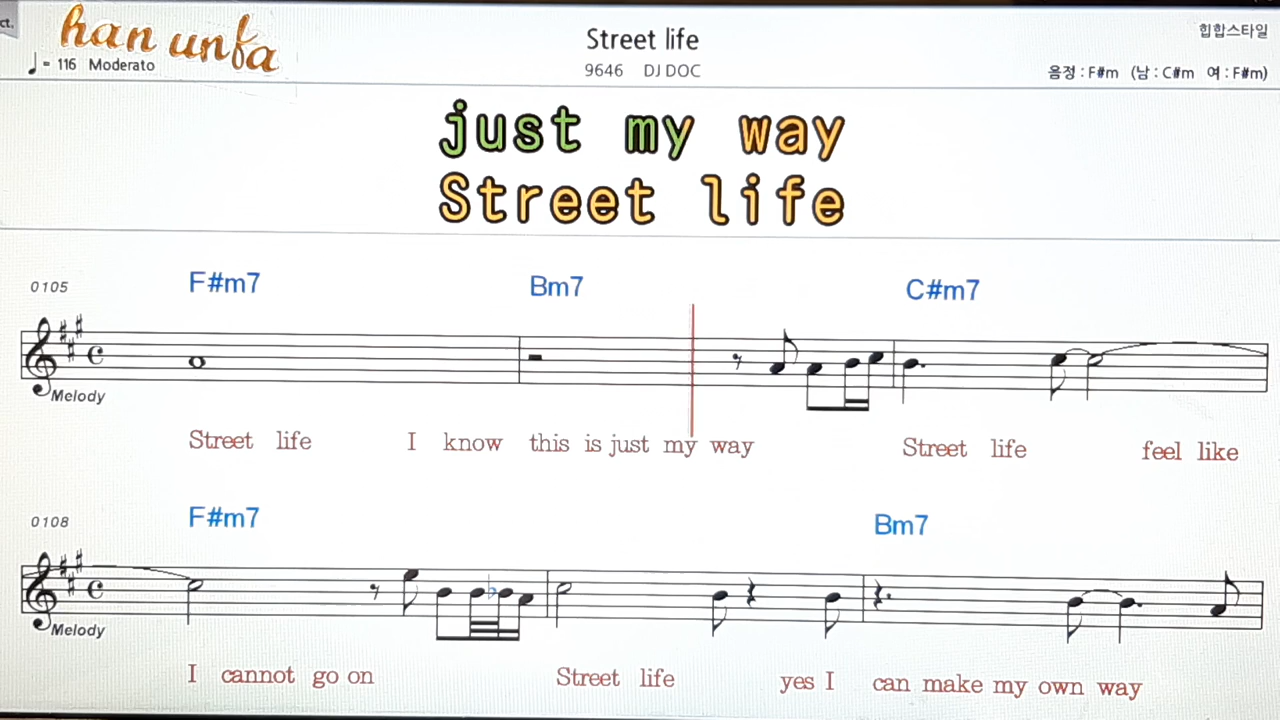 ct.
han unfa
Street life
힙합스타일
♩= 116 Moderato
9646 DJ DOC
음정 : F#m (남 : C#m 여 : F#m)
just my way
Street life
0105
F#m7 Bm7 C#m7
Melody
Street life I know this is just my way Street life feel like
0108
F#m7 Bm7
Melody
I cannot go on Street life yes I can make my own way